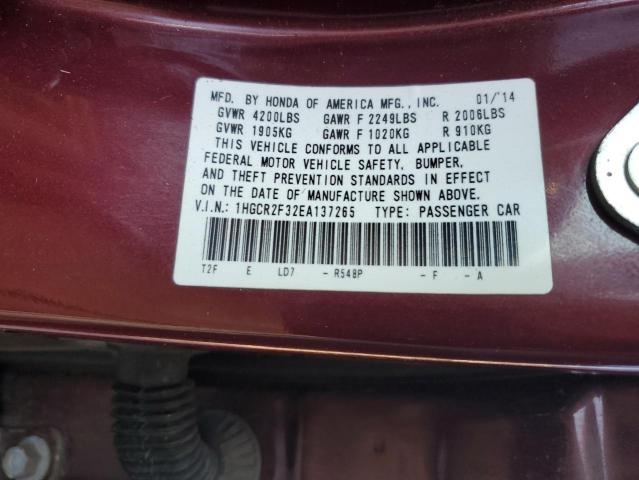 MFD. BY HONDA OF AMERICA MFG., INC. 01/'14
GVWR 4200LBS GAWR F 2249LBS R 2006LBS
GVWR 1905KG GAWR F 1020KG R 910KG
THIS VEHICLE CONFORMS TO ALL APPLICABLE
FEDERAL MOTOR VEHICLE SAFETY, BUMPER,
AND THEFT PREVENTION STANDARDS IN EFFECT
ON THE DATE OF MANUFACTURE SHOWN ABOVE.
V.I.N.: 1HGCR2F32EA137265 TYPE: PASSENGER CAR
T2F E LD7 - R548P - F - A